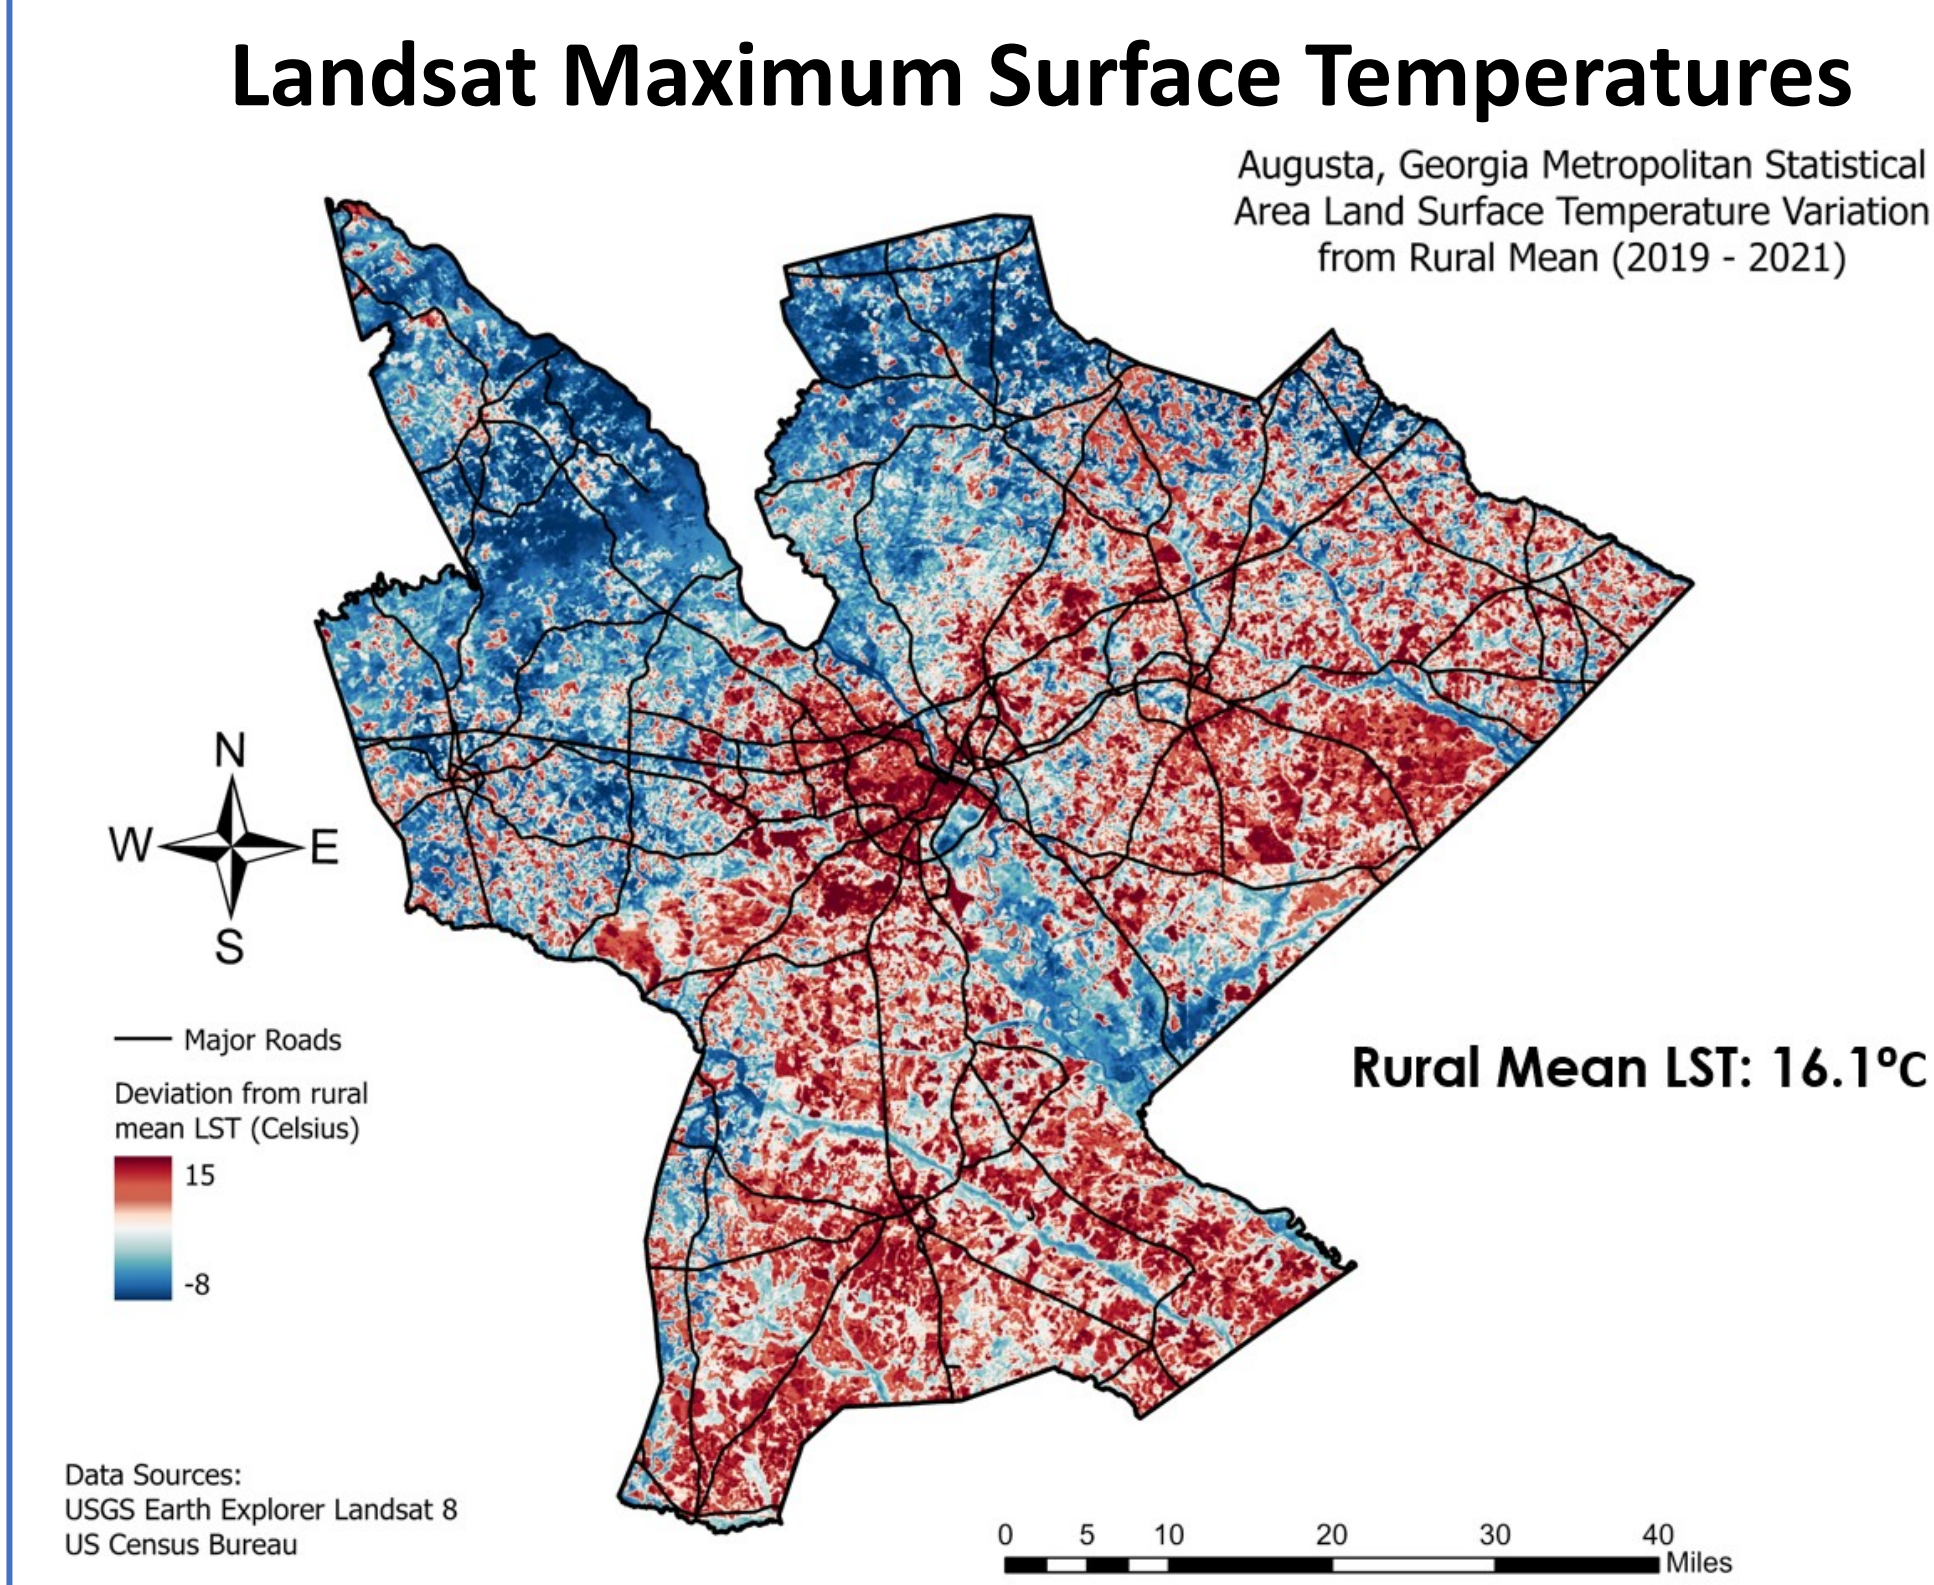 Landsat Maximum Surface Temperatures
Augusta, Georgia Metropolitan Statistical
Area Land Surface Temperature Variation
from Rural Mean (2019 - 2021)
N
W
E
S
Major Roads
Deviation from rural
mean LST (Celsius)
15
-8
Rural Mean LST: 16.1ºC
Data Sources:
USGS Earth Explorer Landsat 8
US Census Bureau
0 5 10 20 30 40
Miles